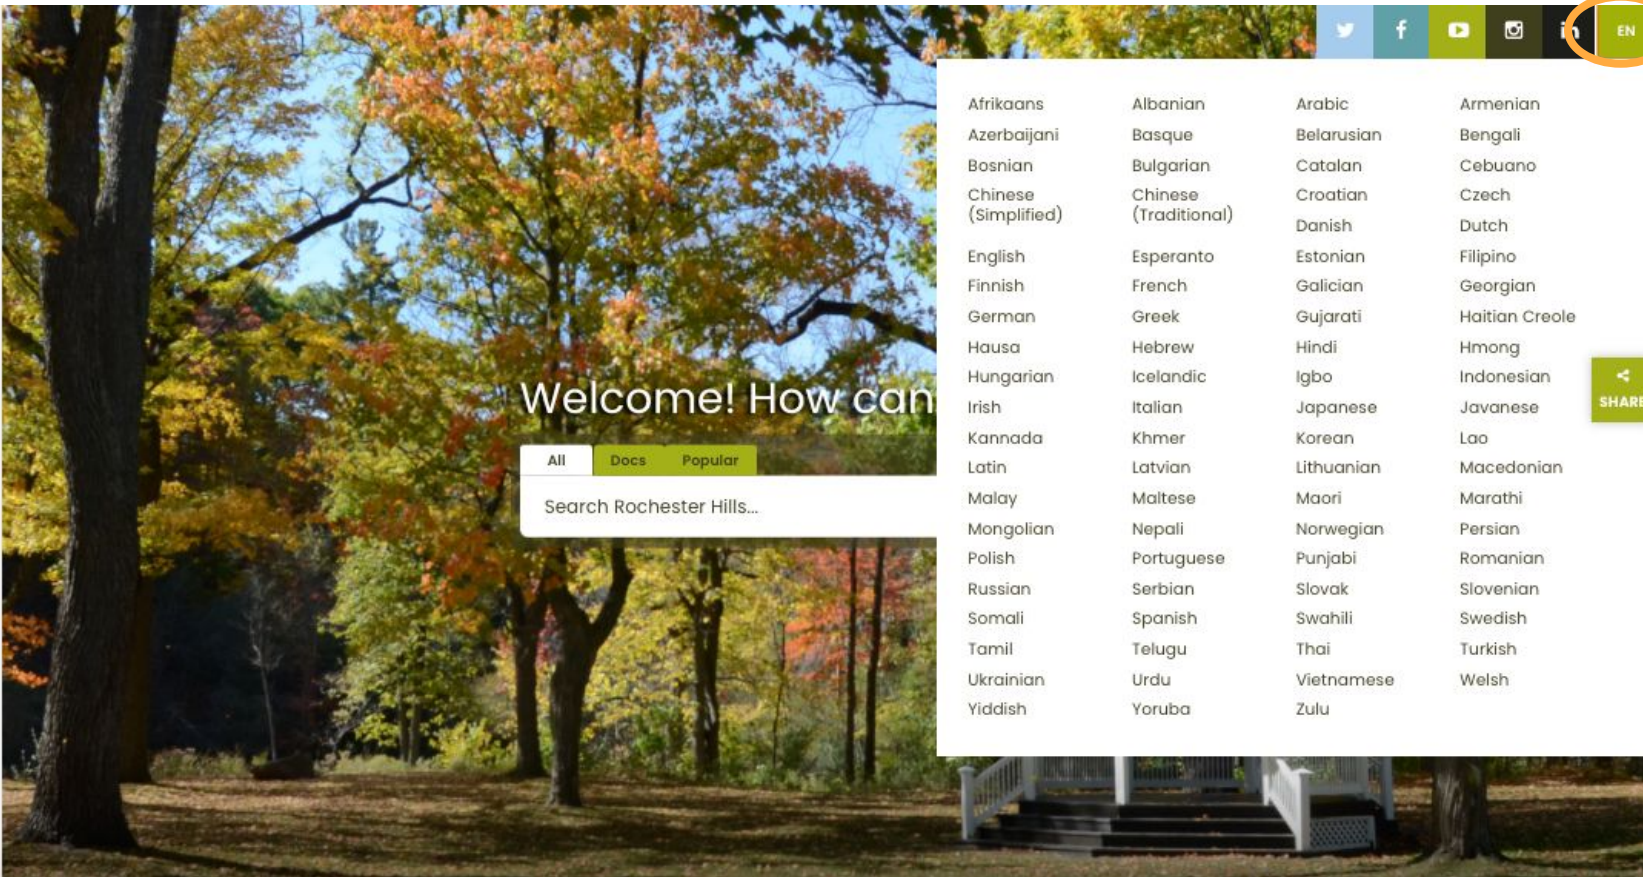 EN
Afrikaans Albanian Arabic Armenian
Azerbaijani Basque Belarusian Bengali
Bosnian Bulgarian Catalan Cebuano
Chinese (Simplified) Chinese (Traditional) Croatian Czech
Danish Dutch
English Esperanto Estonian Filipino
Finnish French Galician Georgian
German Greek Gujarati Haitian Creole
Hausa Hebrew Hindi Hmong
Hungarian Icelandic Igbo Indonesian
Irish Italian Japanese Javanese
Kannada Khmer Korean Lao
Latin Latvian Lithuanian Macedonian
Malay Maltese Maori Marathi
Mongolian Nepali Norwegian Persian
Polish Portuguese Punjabi Romanian
Russian Serbian Slovak Slovenian
Somali Spanish Swahili Swedish
Tamil Telugu Thai Turkish
Ukrainian Urdu Vietnamese Welsh
Yiddish Yoruba Zulu
SHARE
Welcome! How can
All Docs Popular
Search Rochester Hills...